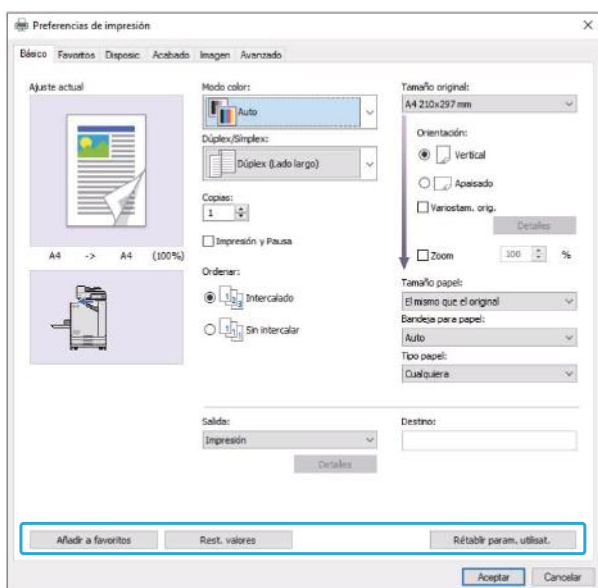 Preferencias de impresión
Básico Favoritos Disposic. Acabado Imagen Avanzado
Ajuste actual
A4 -> A4 (100%)
Modo color:
Auto
Dúplex/Símplex:
Dúplex (Lado largo)
Copias:
1
Impresión y Pausa
Ordenar:
Intercalado
Sin intercalar
Tamaño original:
A4 210x297 mm
Orientación:
Vertical
Apaisado
Variostam. orig.
Detalles
Zoom 100 %
Tamaño papel:
El mismo que el original
Bandeja para papel:
Auto
Tipo papel:
Cualquiera
Salida:
Impresión
Detalles
Destino:
Añadir a favoritos Rest. valores Rétablir param. utilisat.
Aceptar Cancelar